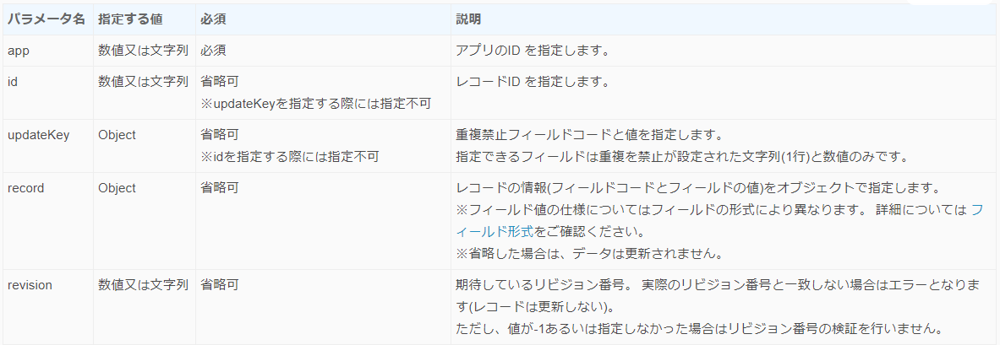 パラメータ名 指定する値 必須 説明
app 数値又は文字列 必須 アプリのID を指定します。
id 数値又は文字列 省略可 レコードID を指定します。
※updateKeyを指定する際には指定不可
updateKey Object 省略可 重複禁止フィールドコードと値を指定します。
※idを指定する際には指定不可 指定できるフィールドは重複を禁止が設定された文字列(1行)と数値のみです。
record Object 省略可 レコードの情報(フィールドコードとフィールドの値)をオブジェクトで指定します。
※フィールド値の仕様についてはフィールドの形式により異なります。 詳細については フ
ィールド形式をご確認ください。
※省略した場合は、データは更新されません。
revision 数値又は文字列 省略可 期待しているリビジョン番号。 実際のリビジョン番号と一致しない場合はエラーとなりま
す(レコードは更新しない)。
ただし、値が-1あるいは指定しなかった場合はリビジョン番号の検証を行いません。